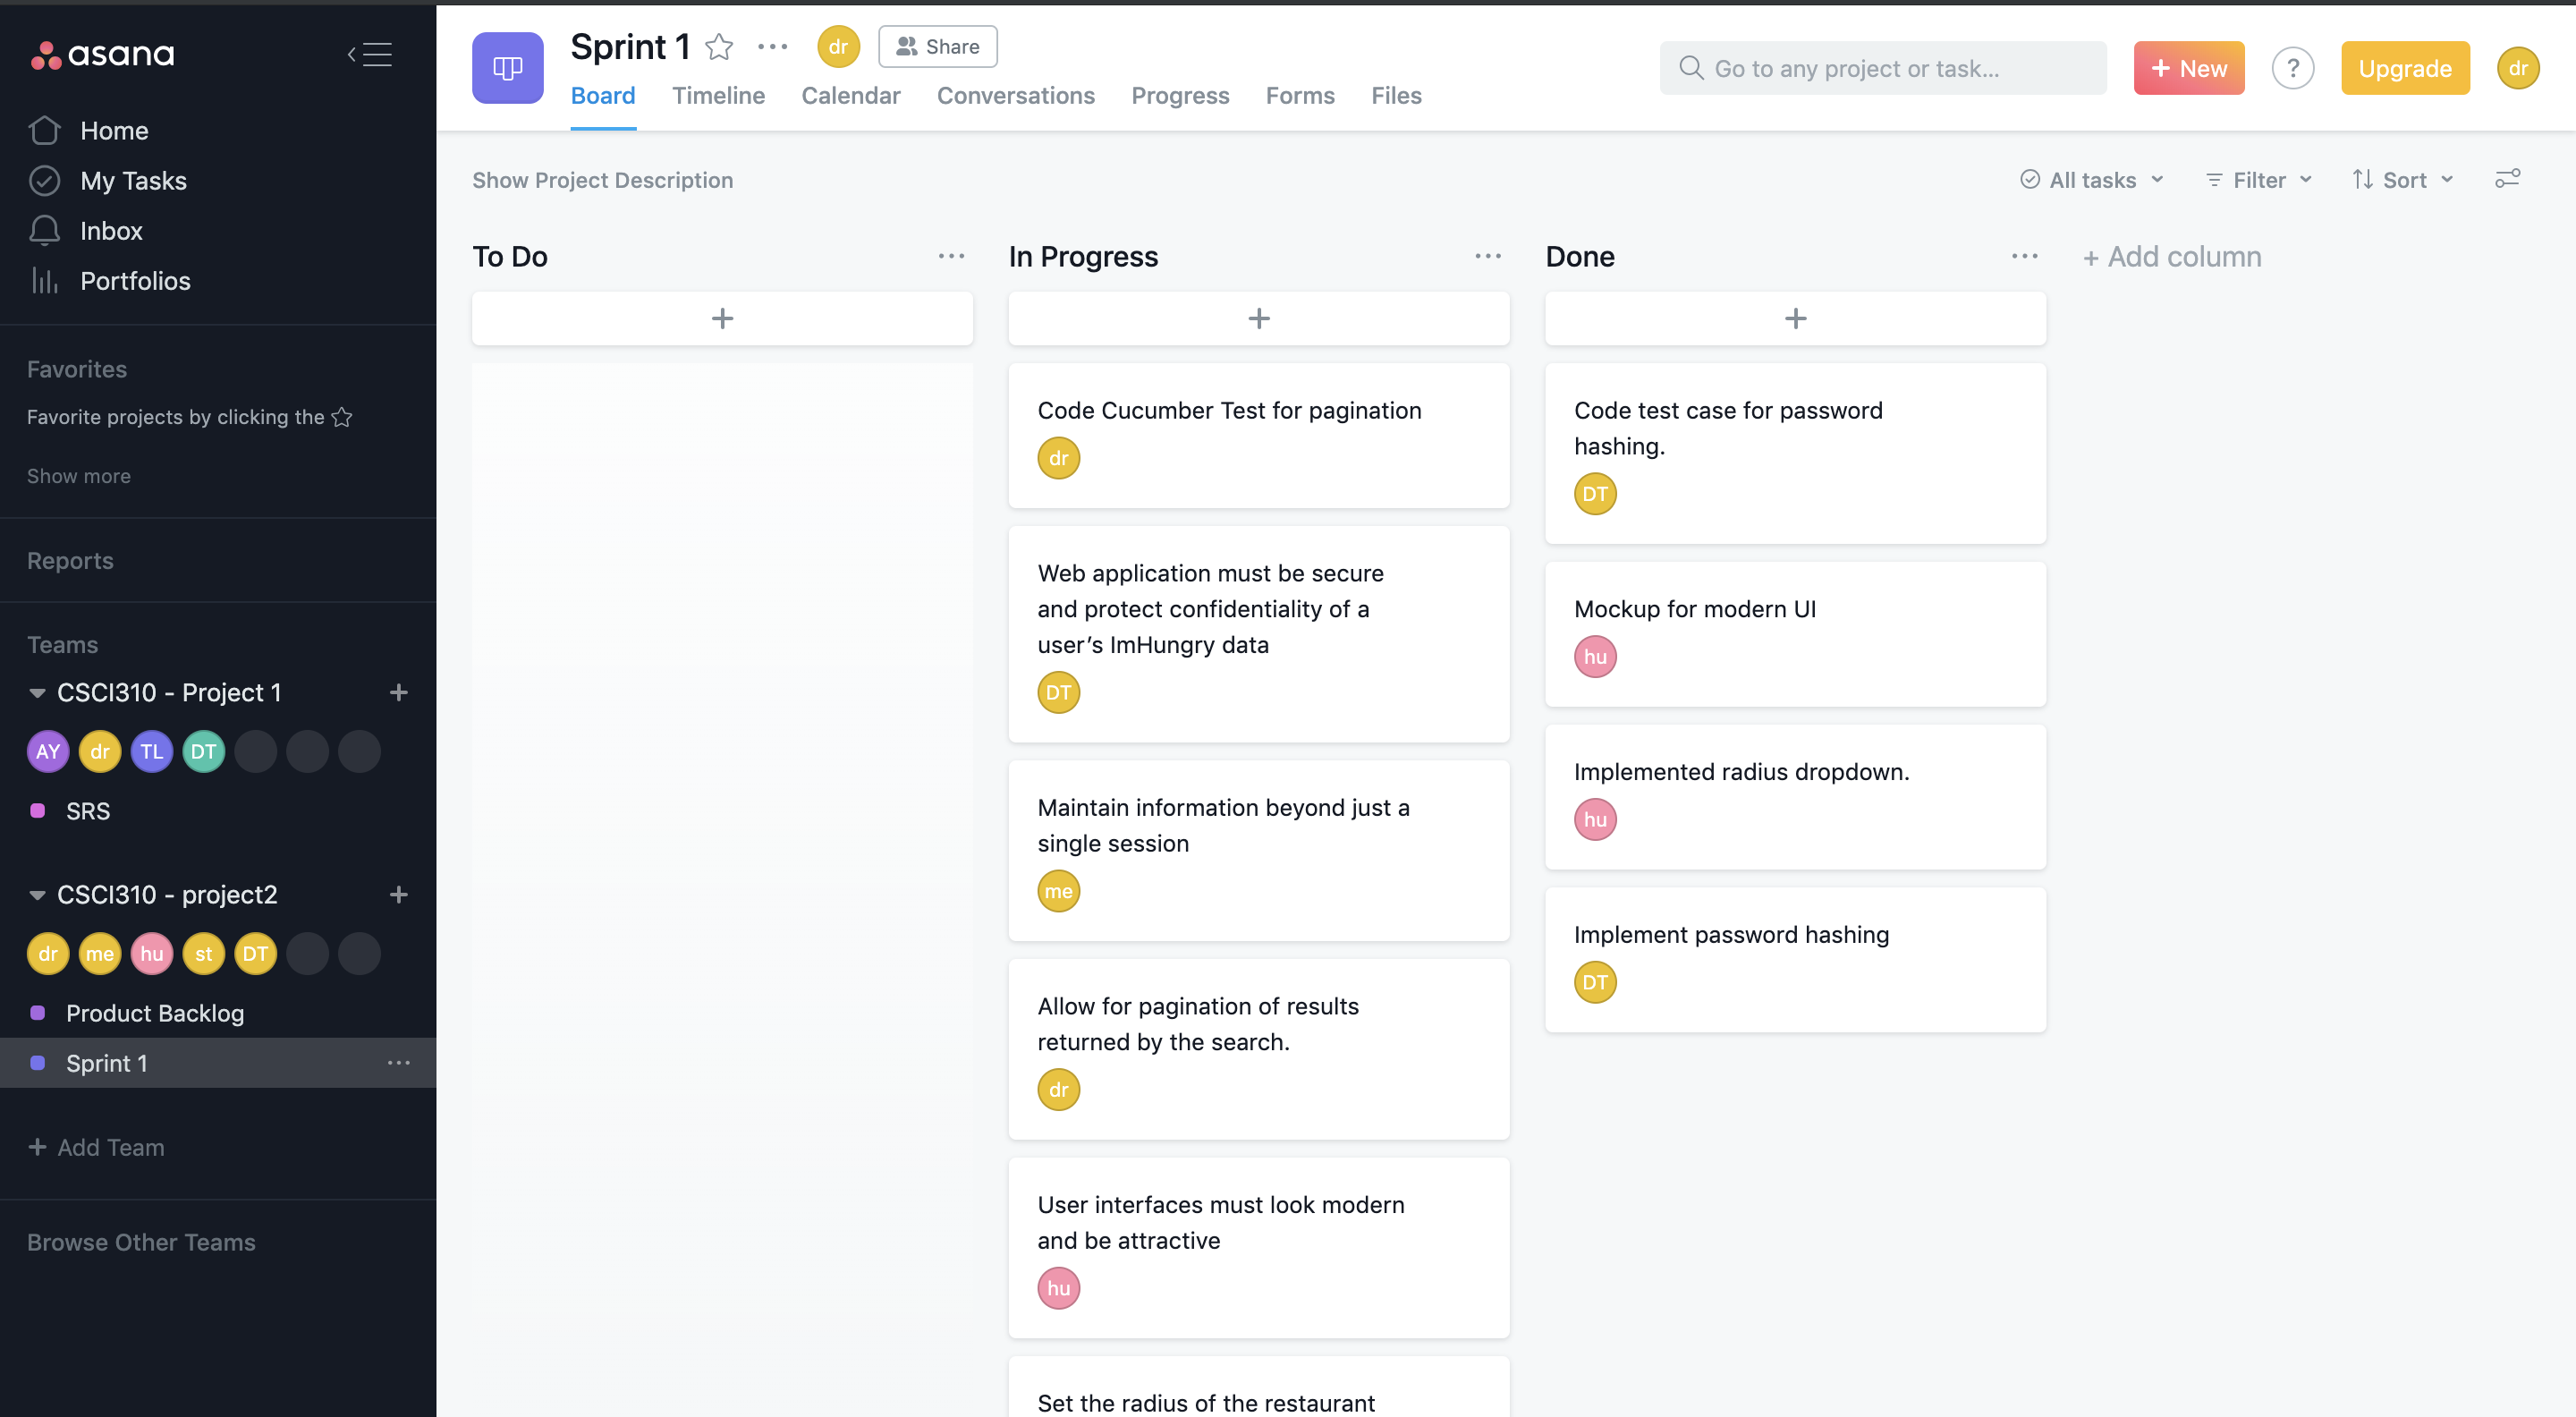 asana
Home
My Tasks
Inbox
Portfolios
Favorites
Favorite projects by clicking the
Show more
Reports
Teams
CSCI310 - Project 1
AY dr TL DT
SRS
CSCI310 - project2
dr me hu st DT
Product Backlog
Sprint 1
+ Add Team
Browse Other Teams
Sprint 1
dr
Share
Board Timeline Calendar Conversations Progress Forms Files
Go to any project or task...
+ New
?
Upgrade
dr
Show Project Description
All tasks
Filter
Sort
To Do
+
In Progress
+
Code Cucumber Test for pagination
dr
Web application must be secure
and protect confidentiality of a
user’s ImHungry data
DT
Maintain information beyond just a
single session
me
Allow for pagination of results
returned by the search.
dr
User interfaces must look modern
and be attractive
hu
Set the radius of the restaurant
Done
+
Code test case for password
hashing.
DT
Mockup for modern UI
hu
Implemented radius dropdown.
hu
Implement password hashing
DT
+ Add column